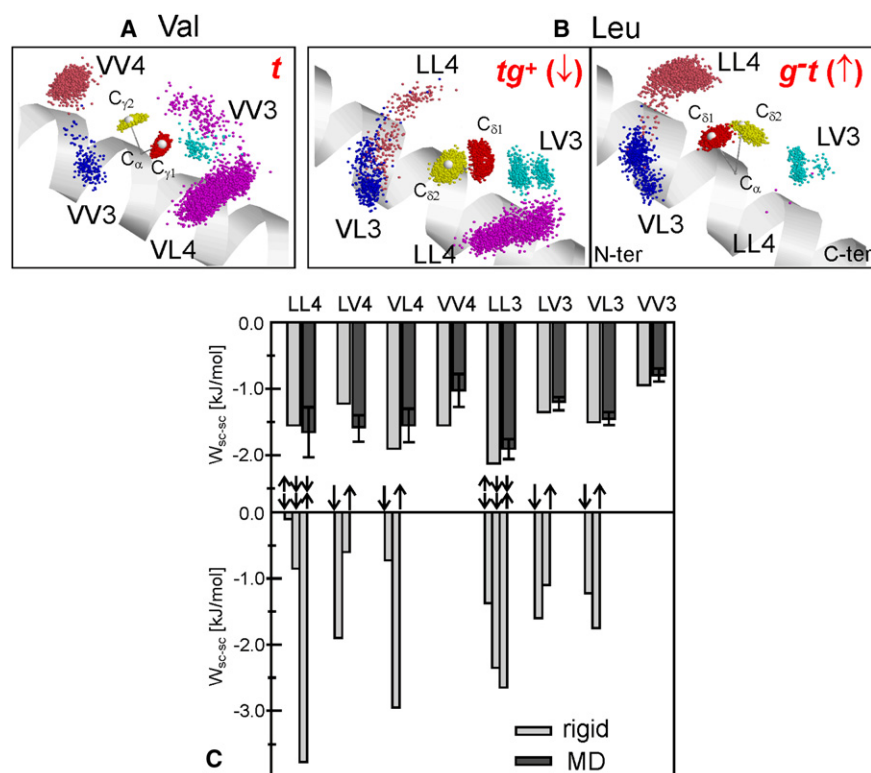 A Val
B Leu
t
VV4
Cγ2
VV3
Cα
Cγ1
VV3
VL4
tg⁺ (↓)
LL4
Cδ1
Cδ2
VL3
LL4
g⁻t (↑)
LL4
Cδ1
Cδ2
LV3
Cα
VL3
LL4
N-ter
C-ter
LL4 LV4 VL4 VV4 LL3 LV3 VL3 VV3
0.0
-1.0
-2.0
Wsc-sc [kJ/mol]
↑↓↓ ↓ ↑ ↓ ↑ ↑↓↓ ↓ ↑ ↓ ↑
↓↓↑ ↓↓↑
0.0
-1.0
-2.0
-3.0
Wsc-sc [kJ/mol]
rigid
MD
C